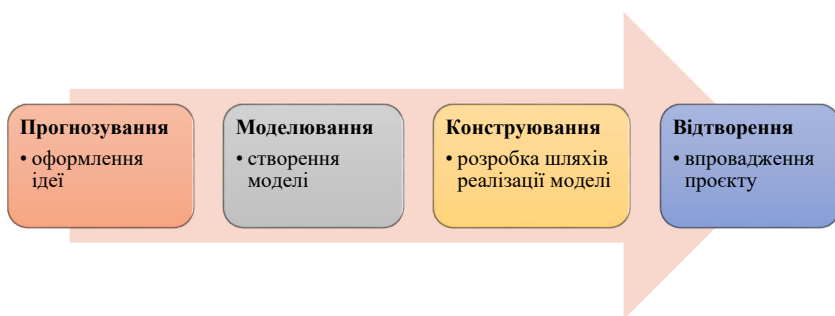 Прогнозування
• оформлення
ідеї
Моделювання
• створення
моделі
Конструювання
• розробка шляхів
реалізації моделі
Відтворення
• впровадження
проєкту